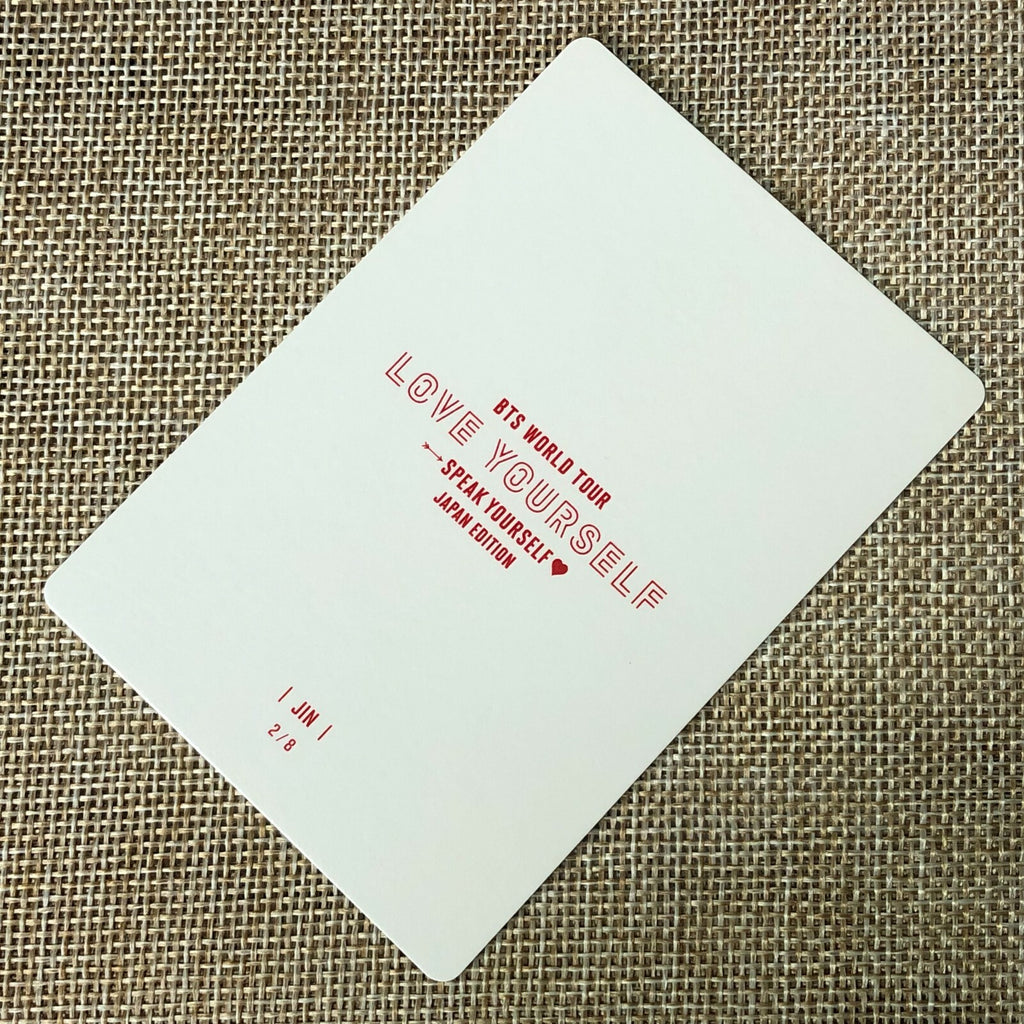 BTS WORLD TOUR
LOVE YOURSELF
SPEAK YOURSELF♥
JAPAN EDITION
| JIN |
2/8